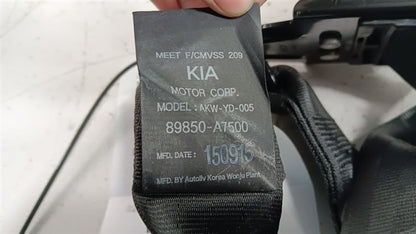 MEET F/CMVSS 209
KIA
MOTOR CORP.
MODEL: AKW-YD-005
89850-A7500
MFD. DATE: 150915
MFD. BY Autoliv Korea Wonju Plant